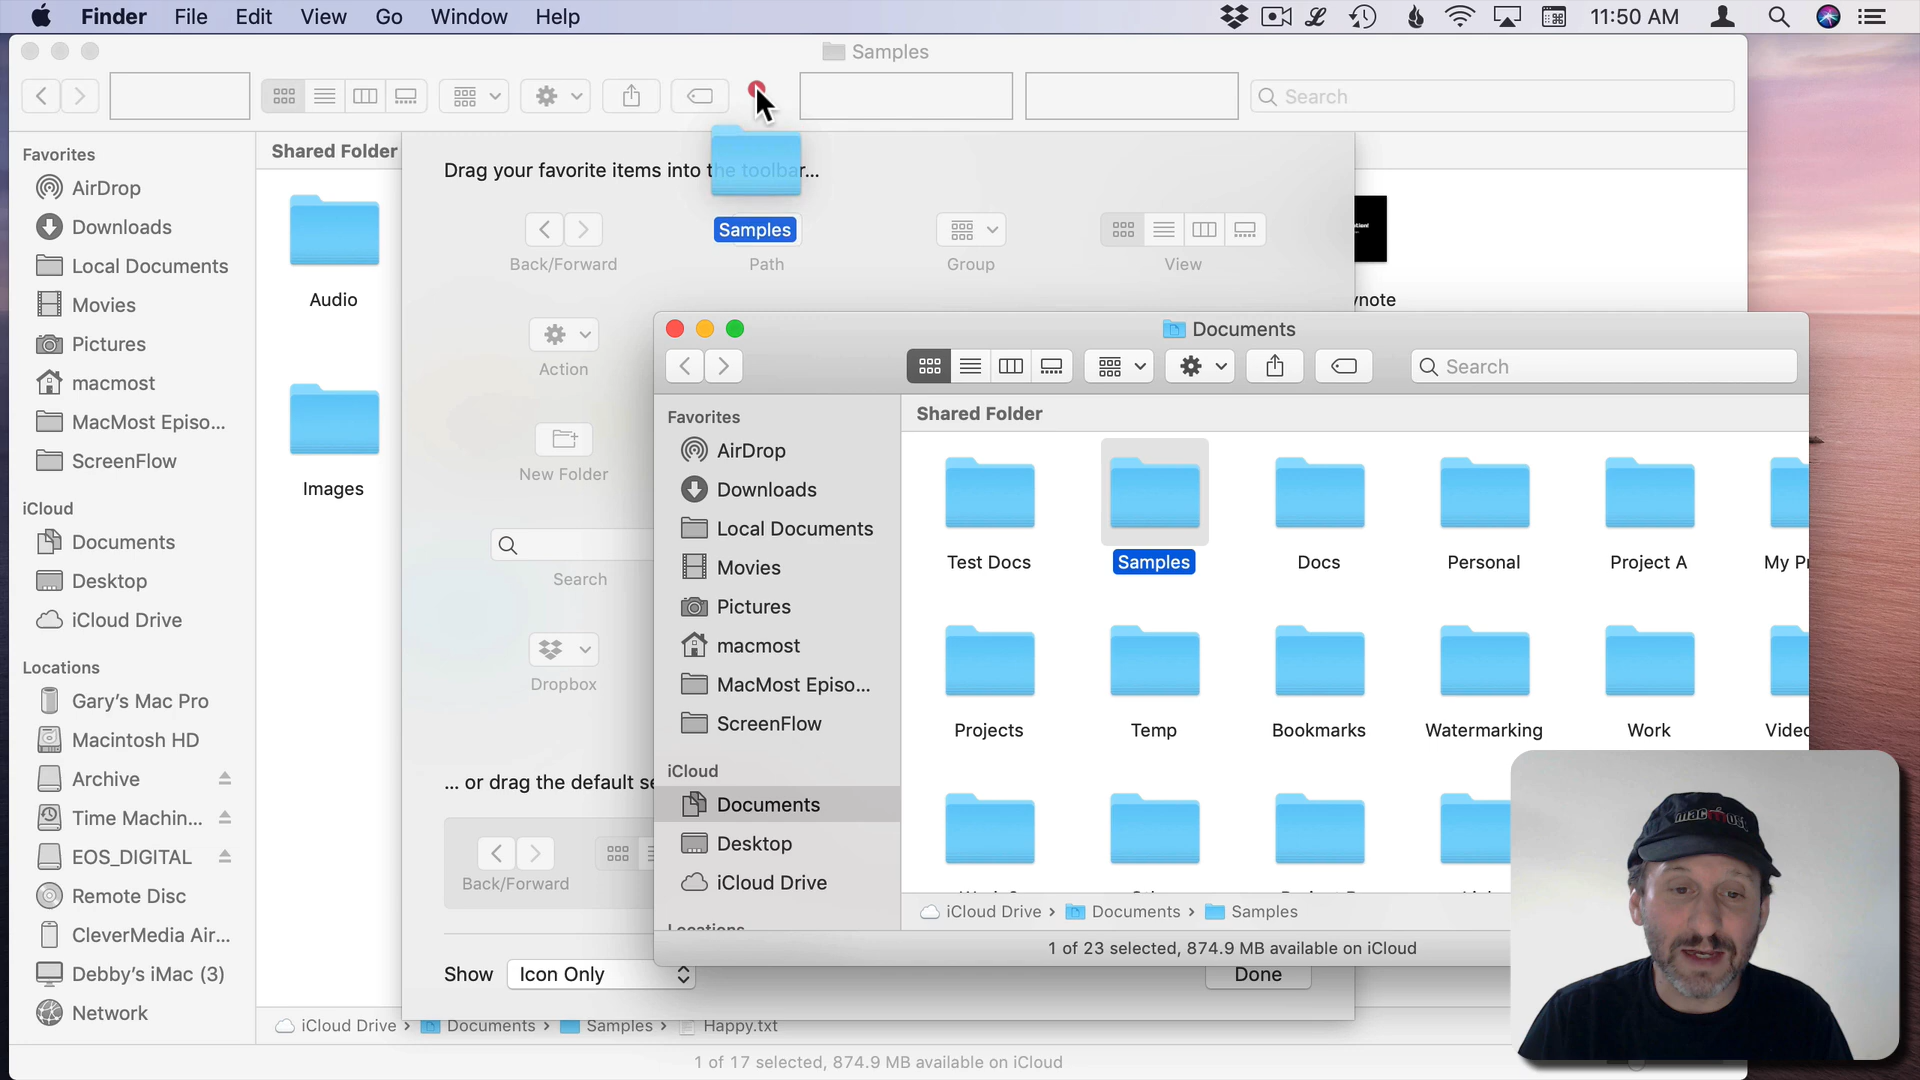 Finder File Edit View Go Window Help 11:50 AM
Samples
Search
Favorites
AirDrop
Downloads
Local Documents
Movies
Pictures
macmost
MacMost Episo...
ScreenFlow
iCloud
Documents
Desktop
iCloud Drive
Locations
Gary’s Mac Pro
Macintosh HD
Archive
Time Machin...
EOS_DIGITAL
Remote Disc
CleverMedia Air...
Debby’s iMac (3)
Network
Shared Folder
Audio
Images
ynote
Drag your favorite items into the toolbar...
Samples
Back/Forward Path Group View
Action
New Folder
Search
Dropbox
... or drag the default se
Back/Forward
Show Icon Only Done
iCloud Drive › Documents › Samples › Happy.txt
1 of 17 selected, 874.9 MB available on iCloud
Documents
Search
Favorites
AirDrop
Downloads
Local Documents
Movies
Pictures
macmost
MacMost Episo...
ScreenFlow
iCloud
Documents
Desktop
iCloud Drive
Locations
Shared Folder
Test Docs Samples Docs Personal Project A My Pr
Projects Temp Bookmarks Watermarking Work Videc
iCloud Drive › Documents › Samples
1 of 23 selected, 874.9 MB available on iCloud
macmost